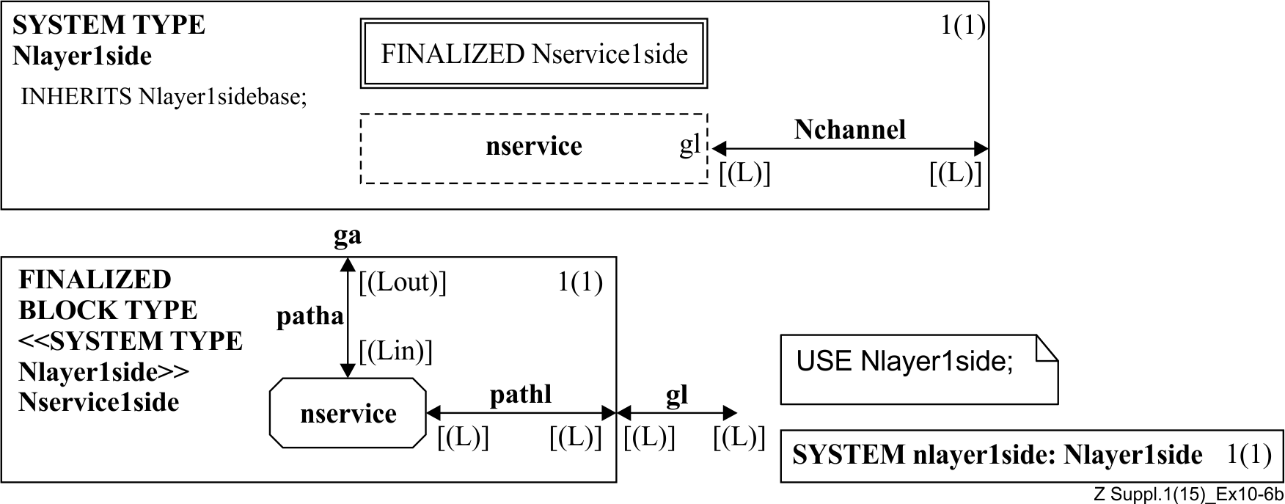 SYSTEM TYPE
Nlayer1side
1(1)
INHERITS Nlayer1sidebase;
FINALIZED Nservice1side
nservice
gl
Nchannel
[(L)]
[(L)]
ga
FINALIZED
BLOCK TYPE
<<SYSTEM TYPE
Nlayer1side>>
Nservice1side
1(1)
[(Lout)]
patha
[(Lin)]
nservice
pathl
[(L)]
[(L)]
gl
[(L)]
[(L)]
USE Nlayer1side;
SYSTEM nlayer1side: Nlayer1side 1(1)
Z Suppl.1(15)_Ex10-6b